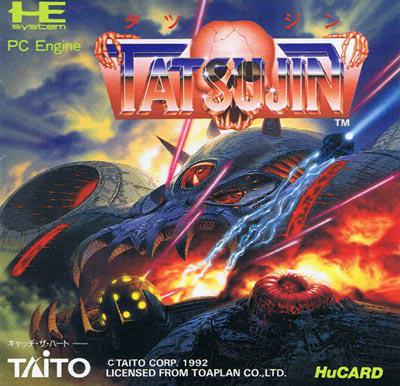 HE
system
PC Engine
タツジン
TATSUJIN
TM
キャッチ・ザ・ハート
TAITO
© TAITO CORP. 1992
LICENSED FROM TOAPLAN CO.,LTD.
HuCARD